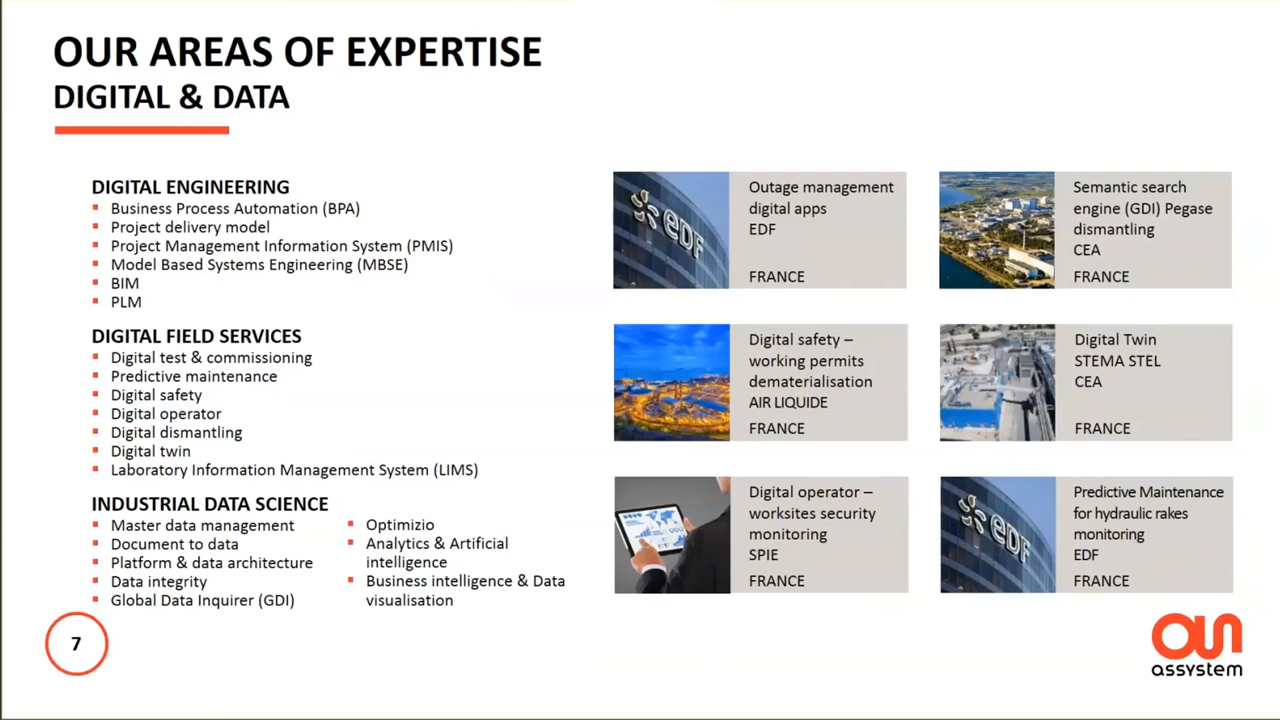 OUR AREAS OF EXPERTISE
DIGITAL & DATA
DIGITAL ENGINEERING
Business Process Automation (BPA)
Project delivery model
Project Management Information System (PMIS)
Model Based Systems Engineering (MBSE)
BIM
PLM
DIGITAL FIELD SERVICES
Digital test & commissioning
Predictive maintenance
Digital safety
Digital operator
Digital dismantling
Digital twin
Laboratory Information Management System (LIMS)
INDUSTRIAL DATA SCIENCE
Master data management
Document to data
Platform & data architecture
Data integrity
Global Data Inquirer (GDI)
Optimizio
Analytics & Artificial
intelligence
Business intelligence & Data
visualisation
edf
Outage management
digital apps
EDF
FRANCE
Semantic search
engine (GDI) Pegase
dismantling
CEA
FRANCE
Digital safety –
working permits
dematerialisation
AIR LIQUIDE
FRANCE
Digital Twin
STEMA STEL
CEA
FRANCE
Digital operator –
worksites security
monitoring
SPIE
FRANCE
edf
Predictive Maintenance
for hydraulic rakes
monitoring
EDF
FRANCE
7
assystem